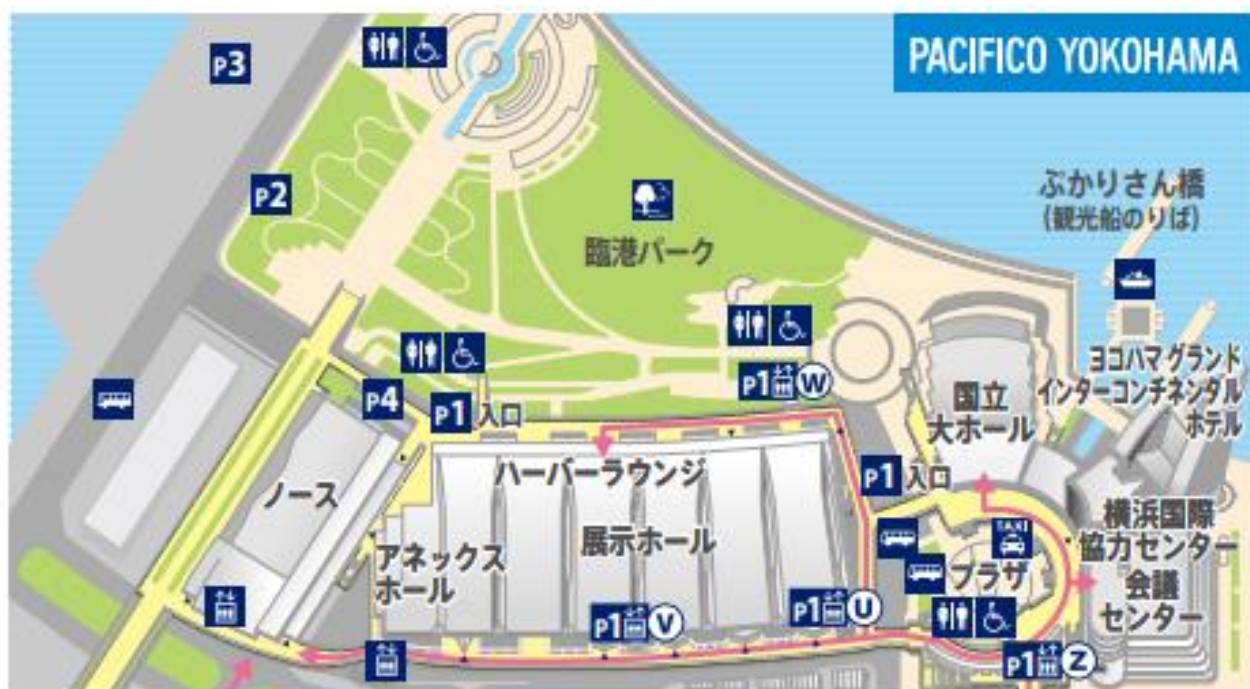 PACIFICO YOKOHAMA
P3
P2
ぷかりさん橋
(観光船のりば)
臨港パーク
P4
P1 入口
P1 W
ヨコハマ グランド
インターコンチネンタル
ホテル
国立
大ホール
ハーバーラウンジ
P1 入口
ノース
アネックス
ホール
展示ホール
TAXI
プラザ
横浜国際
協力センター
会議
センター
P1 V
P1 U
P1 Z